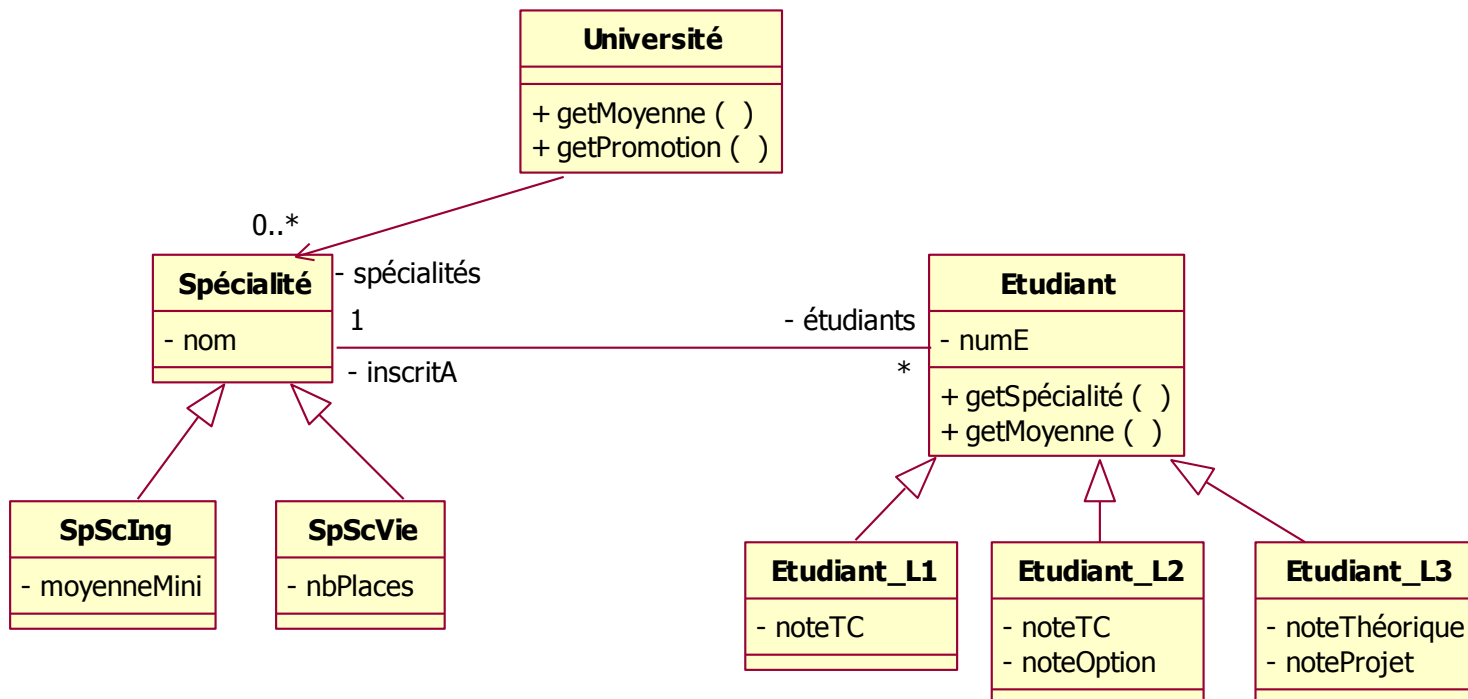 Université
+ getMoyenne ( )
+ getPromotion ( )
0..*
- spécialités
Spécialité
- nom
1
- inscritA
- étudiants
*
Etudiant
- numE
+ getSpécialité ( )
+ getMoyenne ( )
SpScIng
- moyenneMini
SpScVie
- nbPlaces
Etudiant_L1
- noteTC
Etudiant_L2
- noteTC
- noteOption
Etudiant_L3
- noteThéorique
- noteProjet